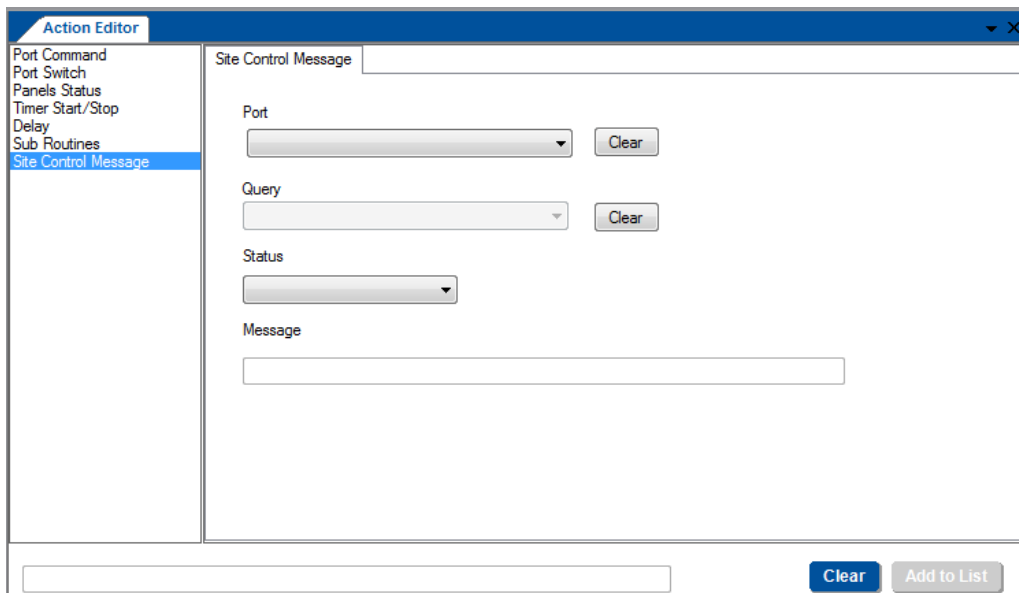 Action Editor
Port Command
Port Switch
Panels Status
Timer Start/Stop
Delay
Sub Routines
Site Control Message
Site Control Message
Port
Clear
Query
Clear
Status
Message
Clear
Add to List